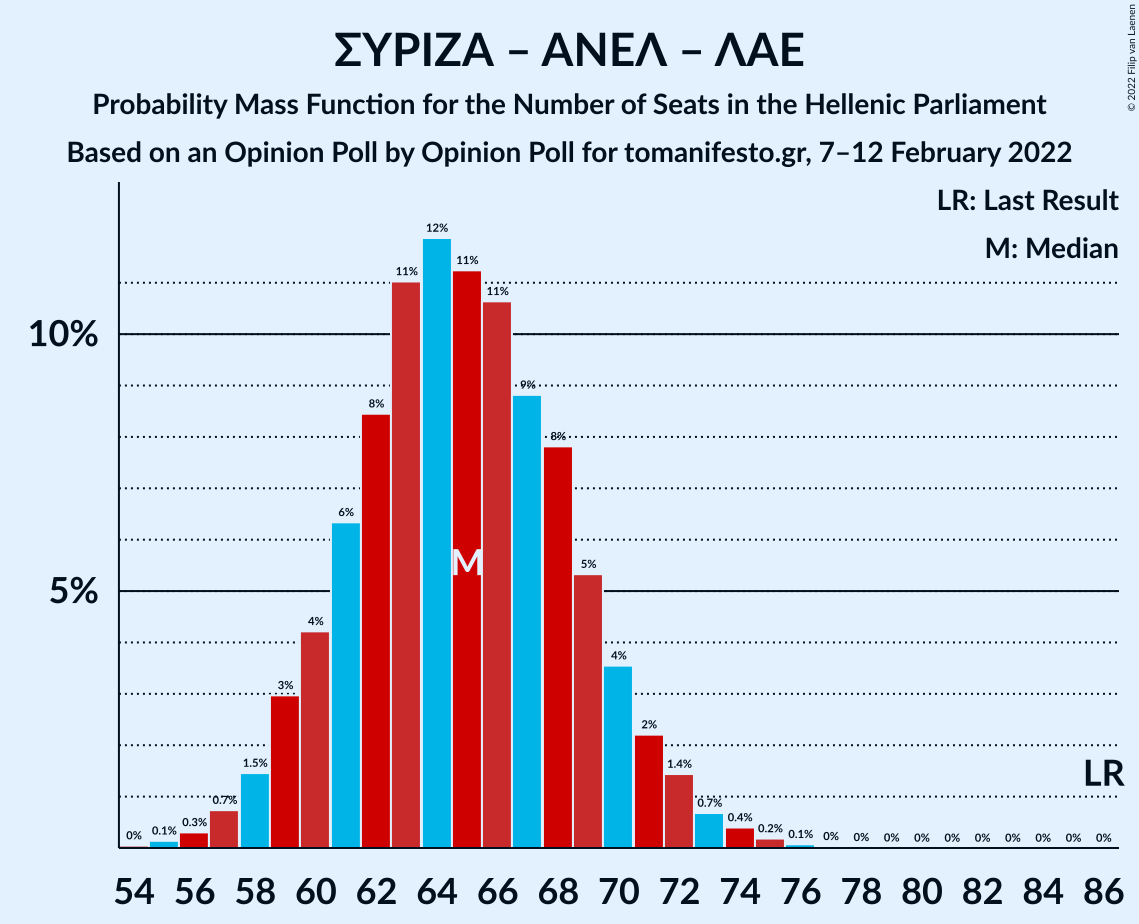 ΣΥΡΙΖΑ – ΑΝΕΛ – ΛΑΕ
Probability Mass Function for the Number of Seats in the Hellenic Parliament
Based on an Opinion Poll by Opinion Poll for tomanifesto.gr, 7–12 February 2022
© 2022 Filip van Laenen
LR: Last Result
M: Median
10%
5%
0% 0.1% 0.3% 0.7% 1.5% 3% 4% 6% 8% 11% 12% 11% 11% 9% 8% 5% 4% 2% 1.4% 0.7% 0.4% 0.2% 0.1% 0% 0% 0% 0% 0% 0% 0% 0% 0% 0%
M
LR
54 56 58 60 62 64 66 68 70 72 74 76 78 80 82 84 86